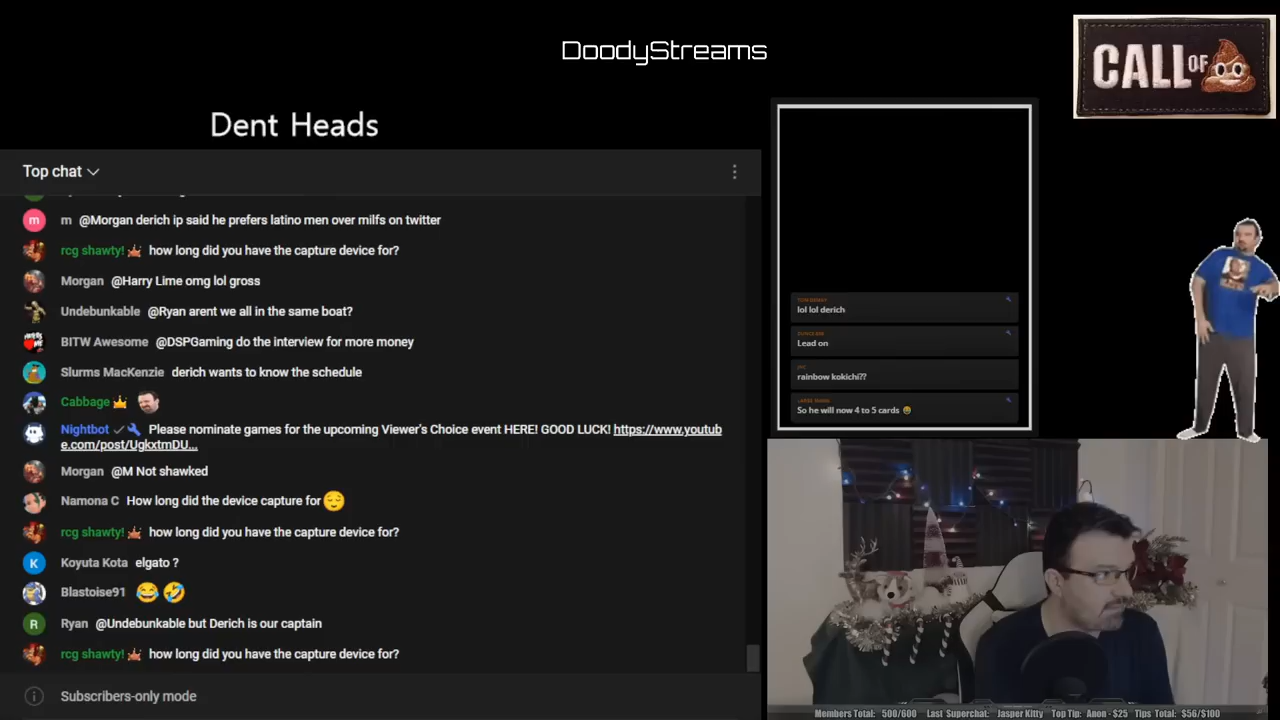 DoodyStreams
CALL OF
Dent Heads
Top chat
m @Morgan derich ip said he prefers latino men over milfs on twitter
rcg shawty! how long did you have the capture device for?
Morgan @Harry Lime omg lol gross
Undebunkable @Ryan arent we all in the same boat?
BITW Awesome @DSPGaming do the interview for more money
Slurms MacKenzie derich wants to know the schedule
Cabbage
Nightbot Please nominate games for the upcoming Viewer's Choice event HERE! GOOD LUCK! https://www.youtub
e.com/post/UgkxtmDU...
Morgan @M Not shawked
Namona C How long did the device capture for
rcg shawty! how long did you have the capture device for?
K Koyuta Kota elgato ?
Blastoise91
R Ryan @Undebunkable but Derich is our captain
rcg shawty! how long did you have the capture device for?
Subscribers-only mode
lol lol derich
Lead on
rainbow kokichi??
So he will now 4 to 5 cards
Members Total: 500/600 Last Superchat: Jasper Kitty Top Tip: Anon - $25 Tips Total: $56/$100